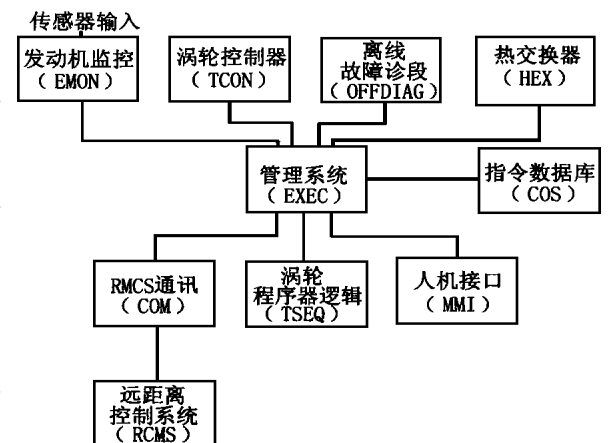 传感器输入
发动机监控
(EMON)
涡轮控制器
(TCON)
离线
故障诊段
(OFFDIAG)
热交换器
(HEX)
管理系统
(EXEC)
指令数据库
(COS)
RMCS通讯
(COM)
涡轮
程序器逻辑
(TSEQ)
人机接口
(MMI)
远距离
控制系统
(RCMS)